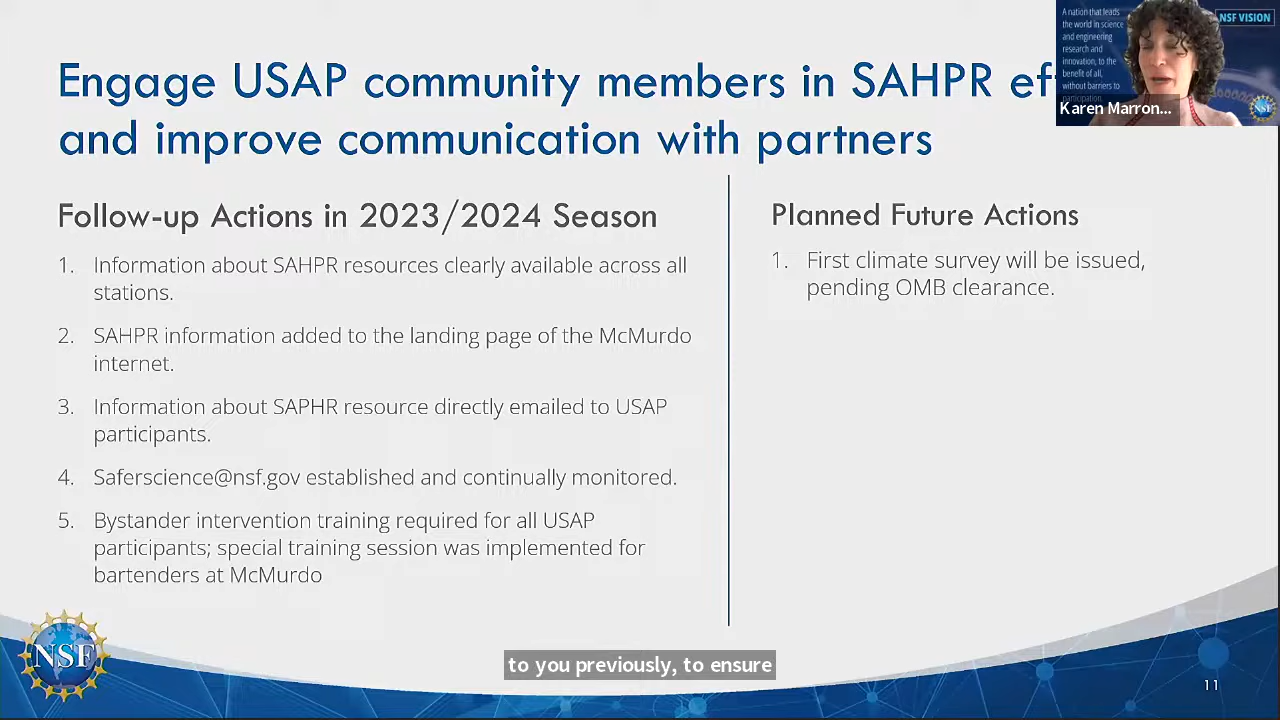 Engage USAP community members in SAHPR eff
and improve communication with partners
A nation that leads
the world in science
and engineering
research and
innovation, to the
benefit of all,
without barriers to
participation.
NSF VISION
Karen Marron...
Follow-up Actions in 2023/2024 Season
1. Information about SAHPR resources clearly available across all
stations.
2. SAHPR information added to the landing page of the McMurdo
internet.
3. Information about SAPHR resource directly emailed to USAP
participants.
4. Saferscience@nsf.gov established and continually monitored.
5. Bystander intervention training required for all USAP
participants; special training session was implemented for
bartenders at McMurdo
Planned Future Actions
1. First climate survey will be issued,
pending OMB clearance.
NSF
to you previously, to ensure
11